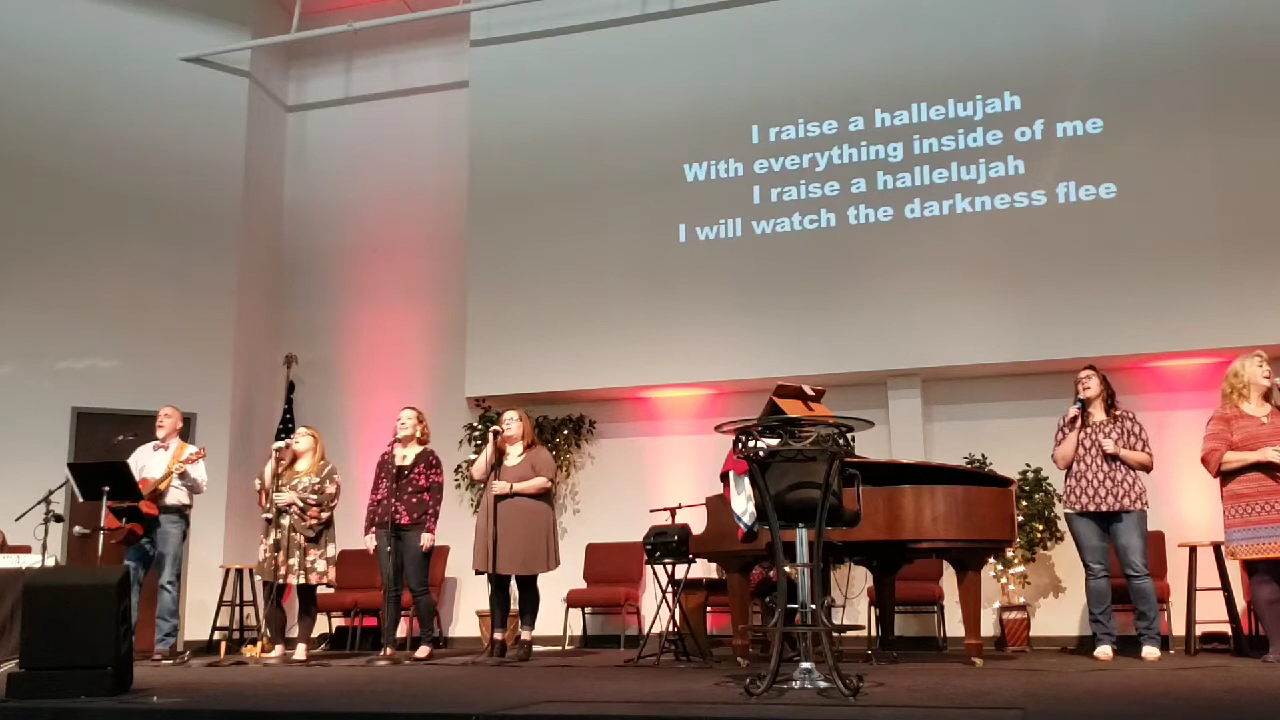 I raise a hallelujah
With everything inside of me
I raise a hallelujah
I will watch the darkness flee